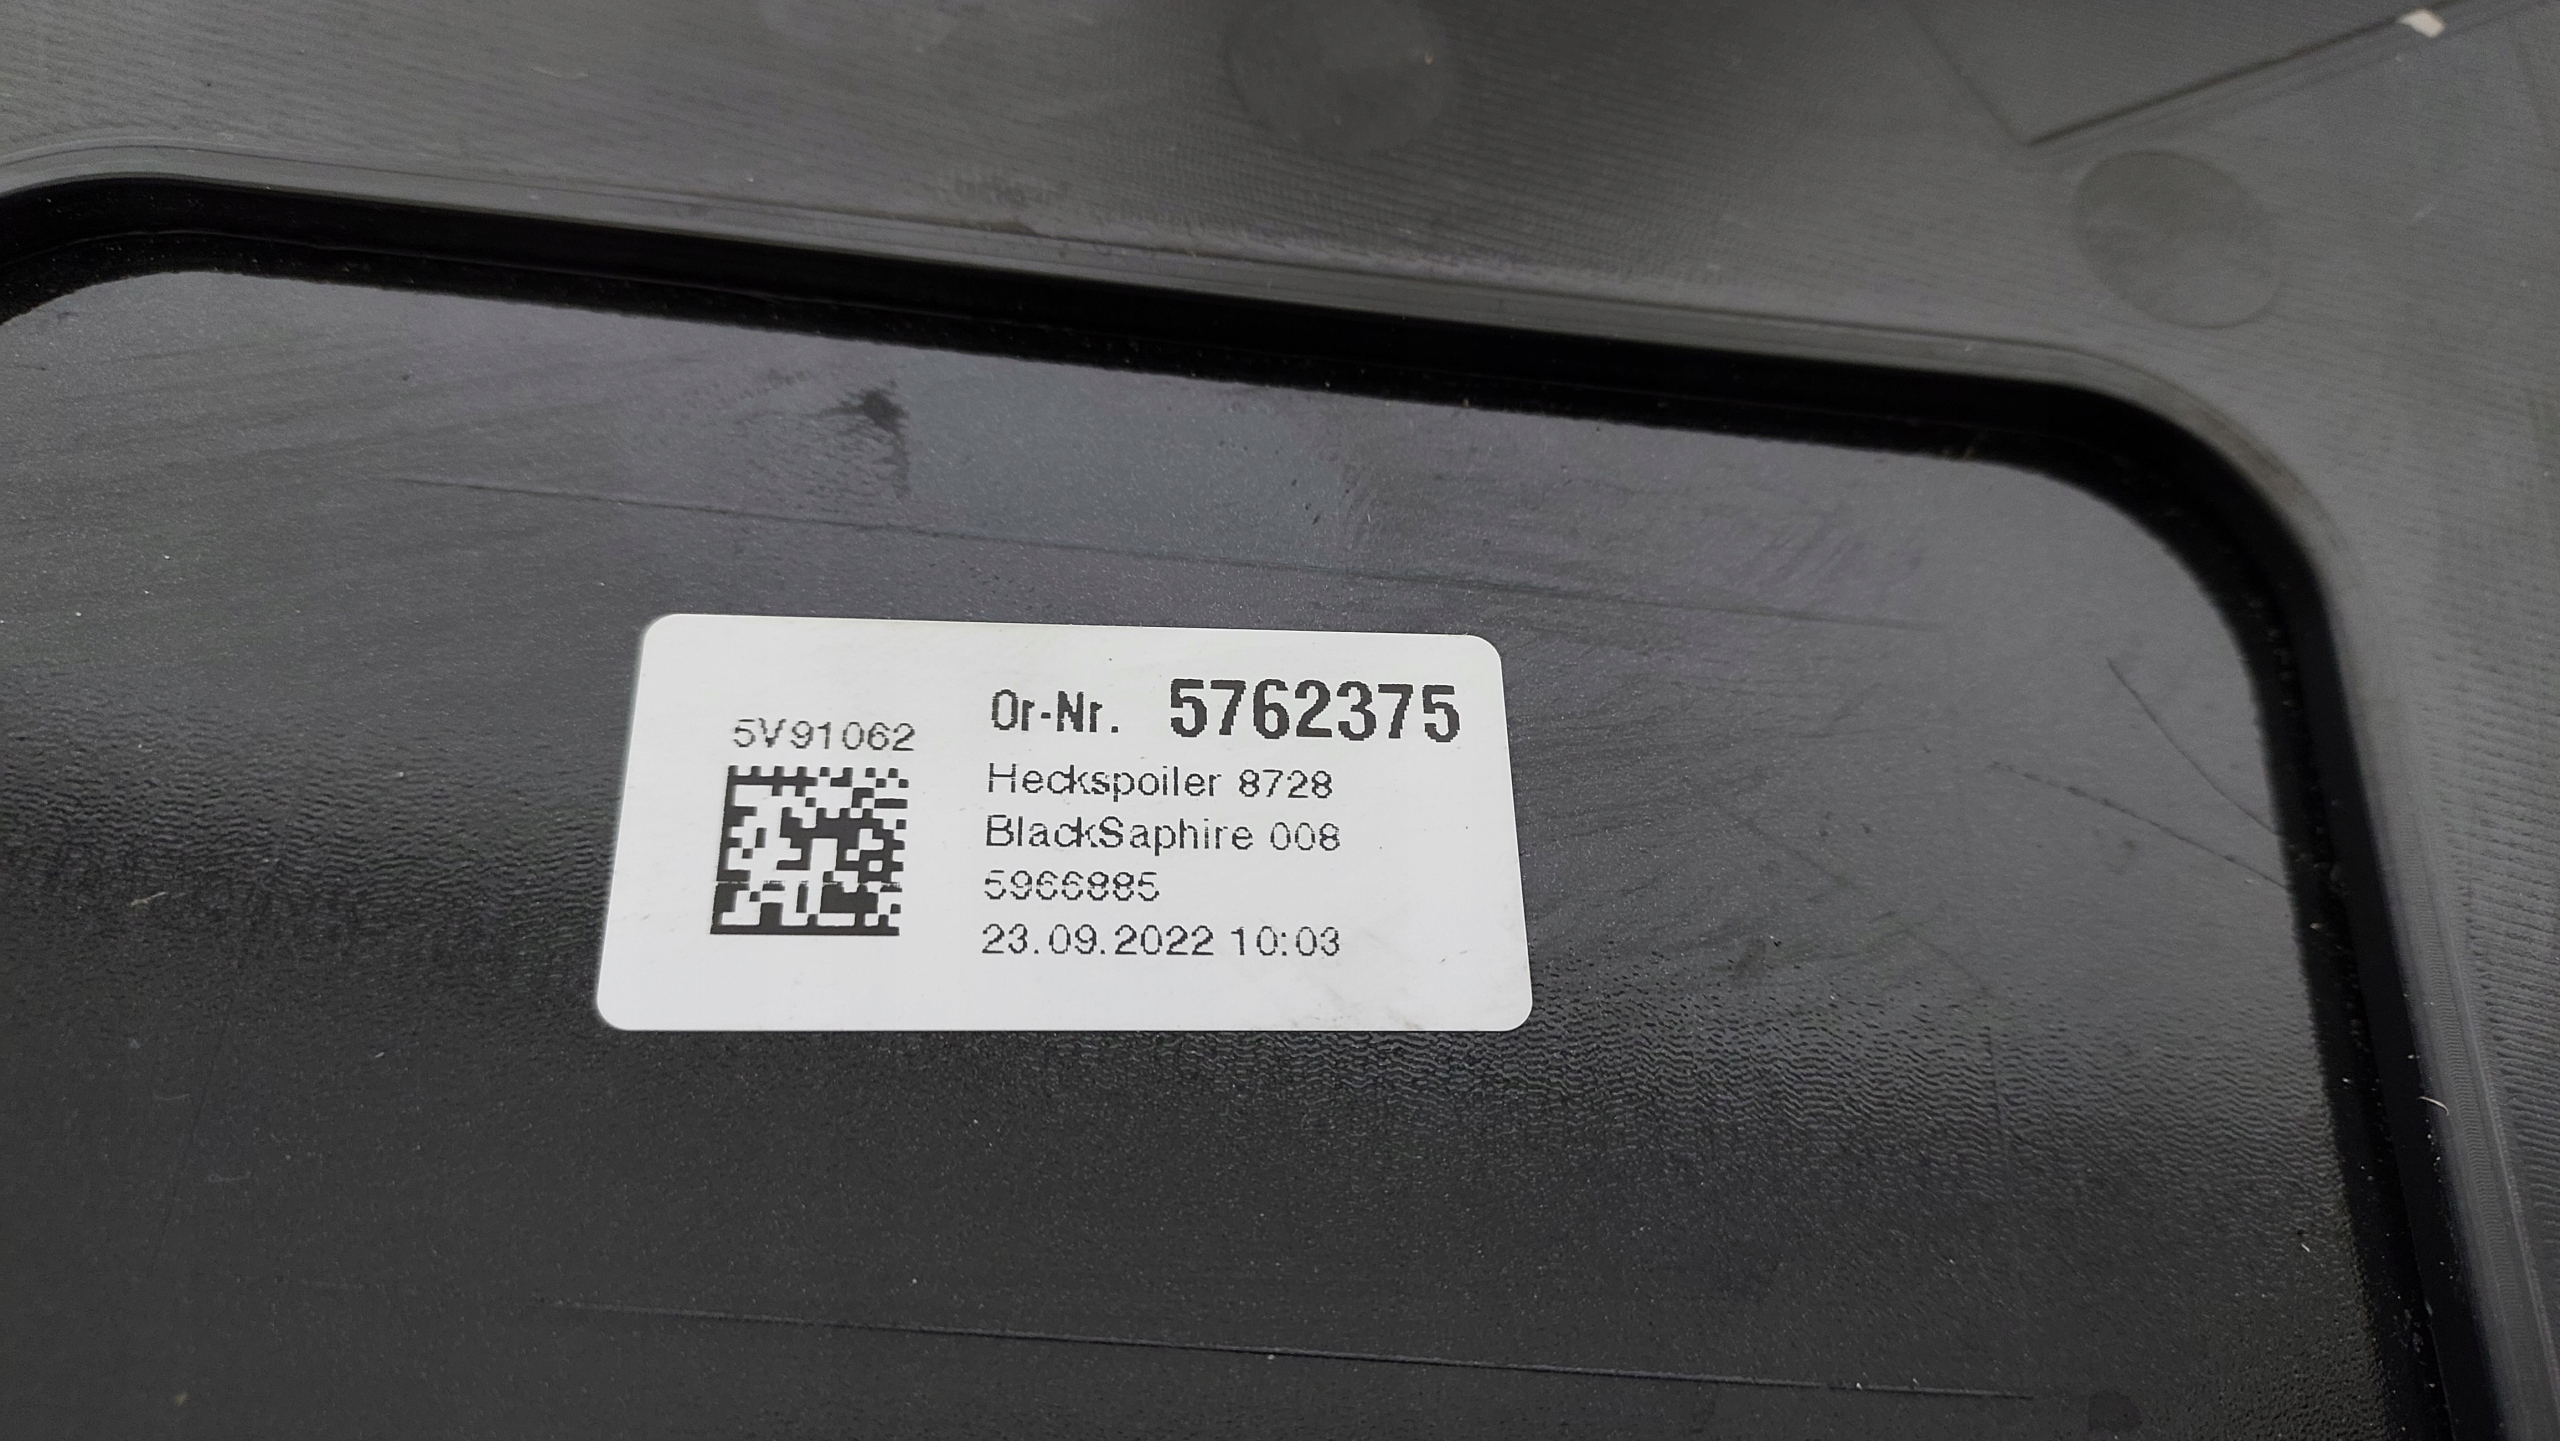 5V91062
Or-Nr. 5762375
Heckspoiler 8728
BlackSaphire 008
5966885
23.09.2022 10:03